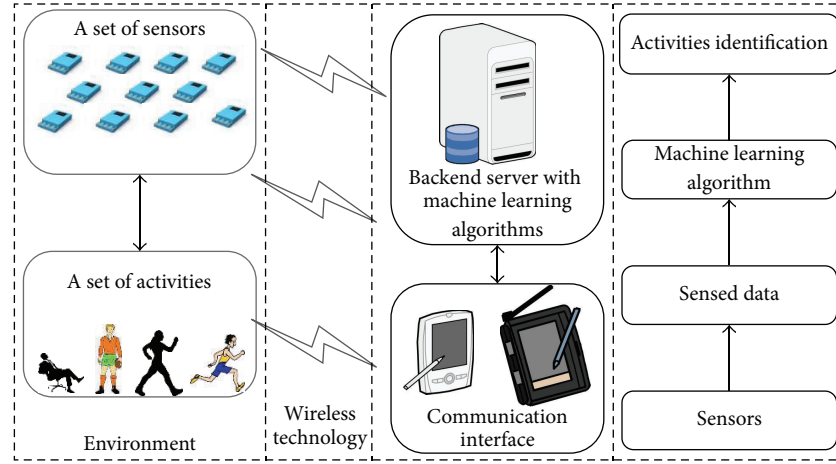 A set of sensors
A set of activities
Environment
Wireless
technology
Backend server with
machine learning
algorithms
Communication
interface
Activities identification
Machine learning
algorithm
Sensed data
Sensors